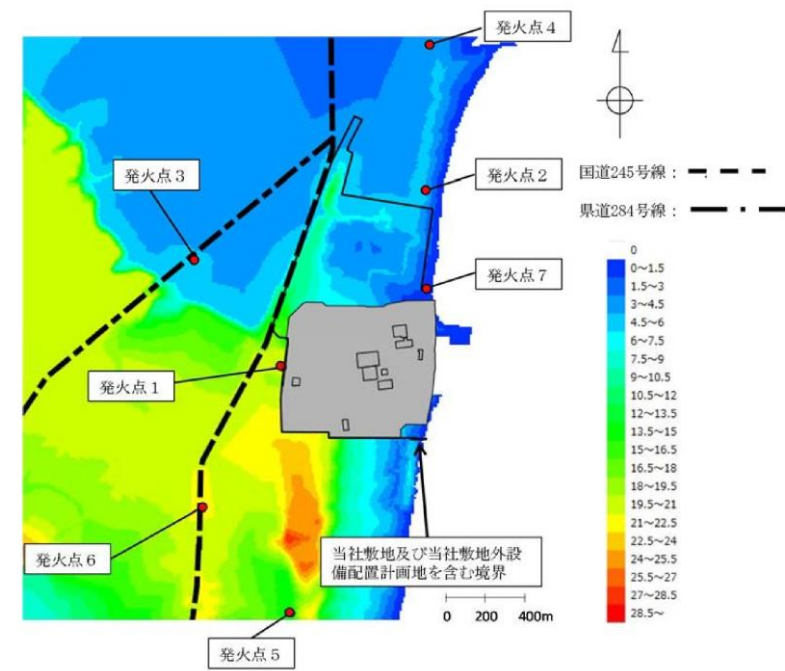 発火点4
発火点3
発火点2
国道245号線：
県道284号線：
発火点7
0
0～1.5
1.5～3
3～4.5
4.5～6
6～7.5
7.5～9
9～10.5
10.5～12
12～13.5
13.5～15
15～16.5
16.5～18
18～19.5
19.5～21
21～22.5
22.5～24
24～25.5
25.5～27
27～28.5
28.5～
発火点1
発火点6
当社敷地及び当社敷地外設
備配置計画地を含む境界
0 200 400m
発火点5